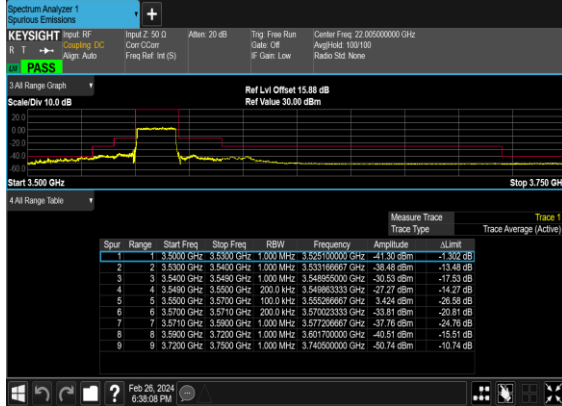 Spectrum Analyzer 1
Spurious Emissions
+
KEYSIGHT Input: RF Input Z: 50 Ω Atten: 20 dB Trig: Free Run Center Freq: 22.005000000 GHz
R T Coupling: DC Corr CCorr Gate: Off Avg|Hold: 100/100
Align: Auto Freq Ref: Int (S) IF Gain: Low Radio Std: None
PASS
3 All Range Graph
Ref Lvl Offset 15.88 dB
Scale/Div 10.0 dB Ref Value 30.00 dBm
20.0
0.00
-20.0
-40.0
-60.0
Start 3.500 GHz Stop 3.750 GH
4 All Range Table
Measure Trace Trace 1
Trace Type Trace Average (Active)
Spur Range Start Freq Stop Freq RBW Frequency Amplitude ΔLimit
1 1 3.5000 GHz 3.5300 GHz 1.000 MHz 3.525100000 GHz -41.30 dBm -1.302 dB
2 2 3.5300 GHz 3.5400 GHz 1.000 MHz 3.533166667 GHz -38.48 dBm -13.48 dB
3 3 3.5400 GHz 3.5490 GHz 1.000 MHz 3.548955000 GHz -30.53 dBm -17.53 dB
4 4 3.5490 GHz 3.5500 GHz 200.0 kHz 3.549863333 GHz -27.27 dBm -14.27 dB
5 5 3.5500 GHz 3.5700 GHz 100.0 kHz 3.555266667 GHz 3.424 dBm -26.58 dB
6 6 3.5700 GHz 3.5710 GHz 200.0 kHz 3.570023333 GHz -33.81 dBm -20.81 dB
7 7 3.5710 GHz 3.5900 GHz 1.000 MHz 3.577206667 GHz -37.76 dBm -24.76 dB
8 8 3.5900 GHz 3.7200 GHz 1.000 MHz 3.601700000 GHz -40.51 dBm -15.51 dB
9 9 3.7200 GHz 3.7500 GHz 1.000 MHz 3.740500000 GHz -50.74 dBm -10.74 dB
? Feb 26, 2024
6:38:08 PM